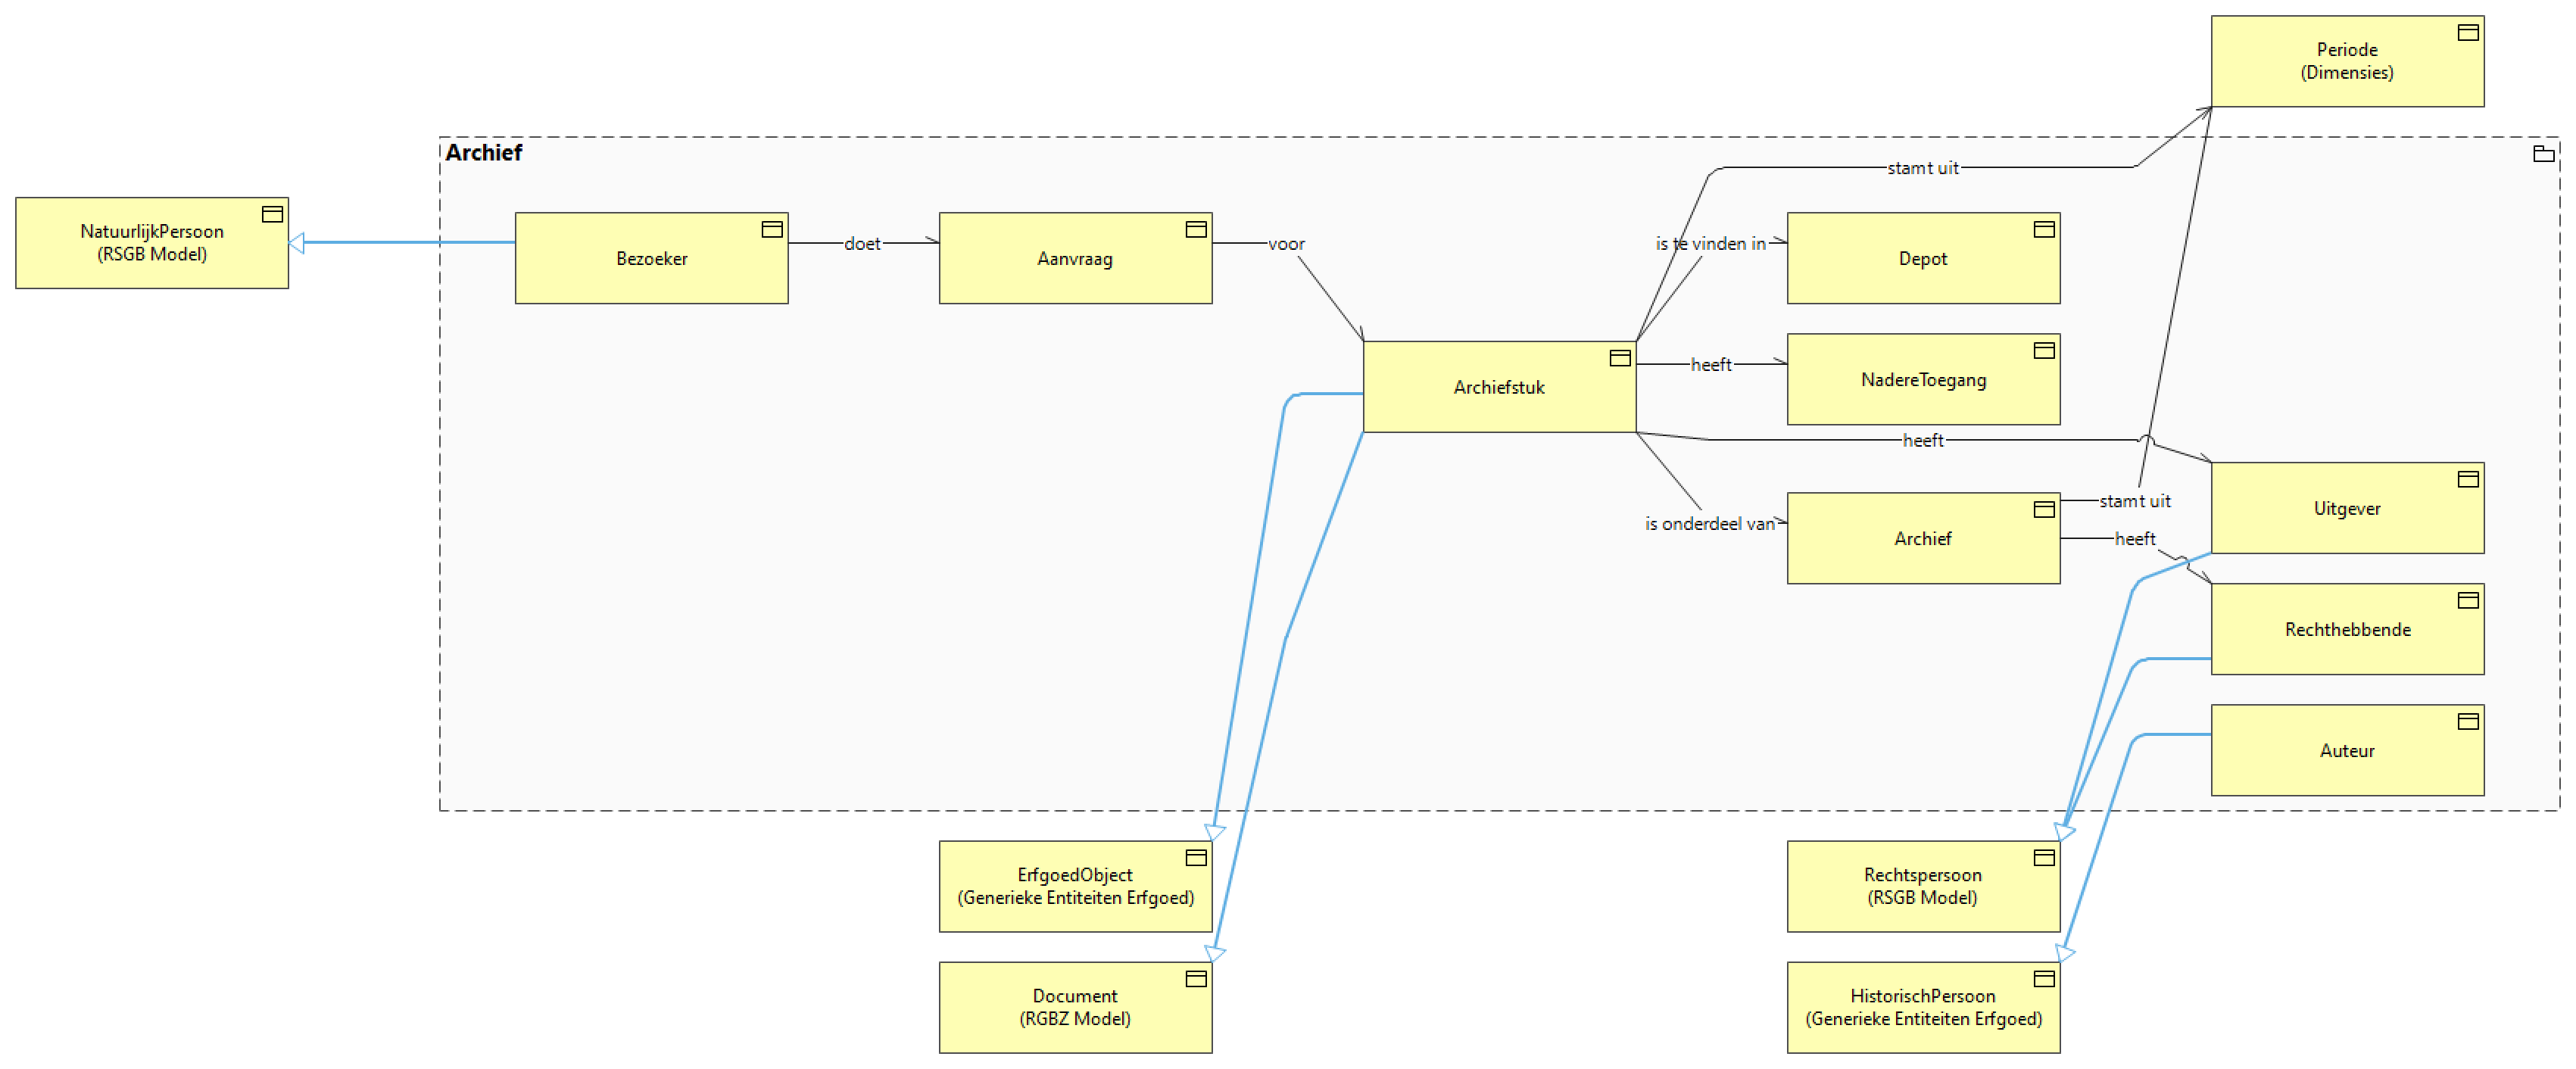 Periode
(Dimensies)
Archief
stamt uit
NatuurlijkPersoon
(RSGB Model)
Bezoeker
doet
Aanvraag
voor
is te vinden in
Depot
Archiefstuk
heeft
NadereToegang
heeft
is onderdeel van
Archief
stamt uit
heeft
Uitgever
Rechthebbende
Auteur
ErfgoedObject
(Generieke Entiteiten Erfgoed)
Rechtspersoon
(RSGB Model)
Document
(RGBZ Model)
HistorischPersoon
(Generieke Entiteiten Erfgoed)